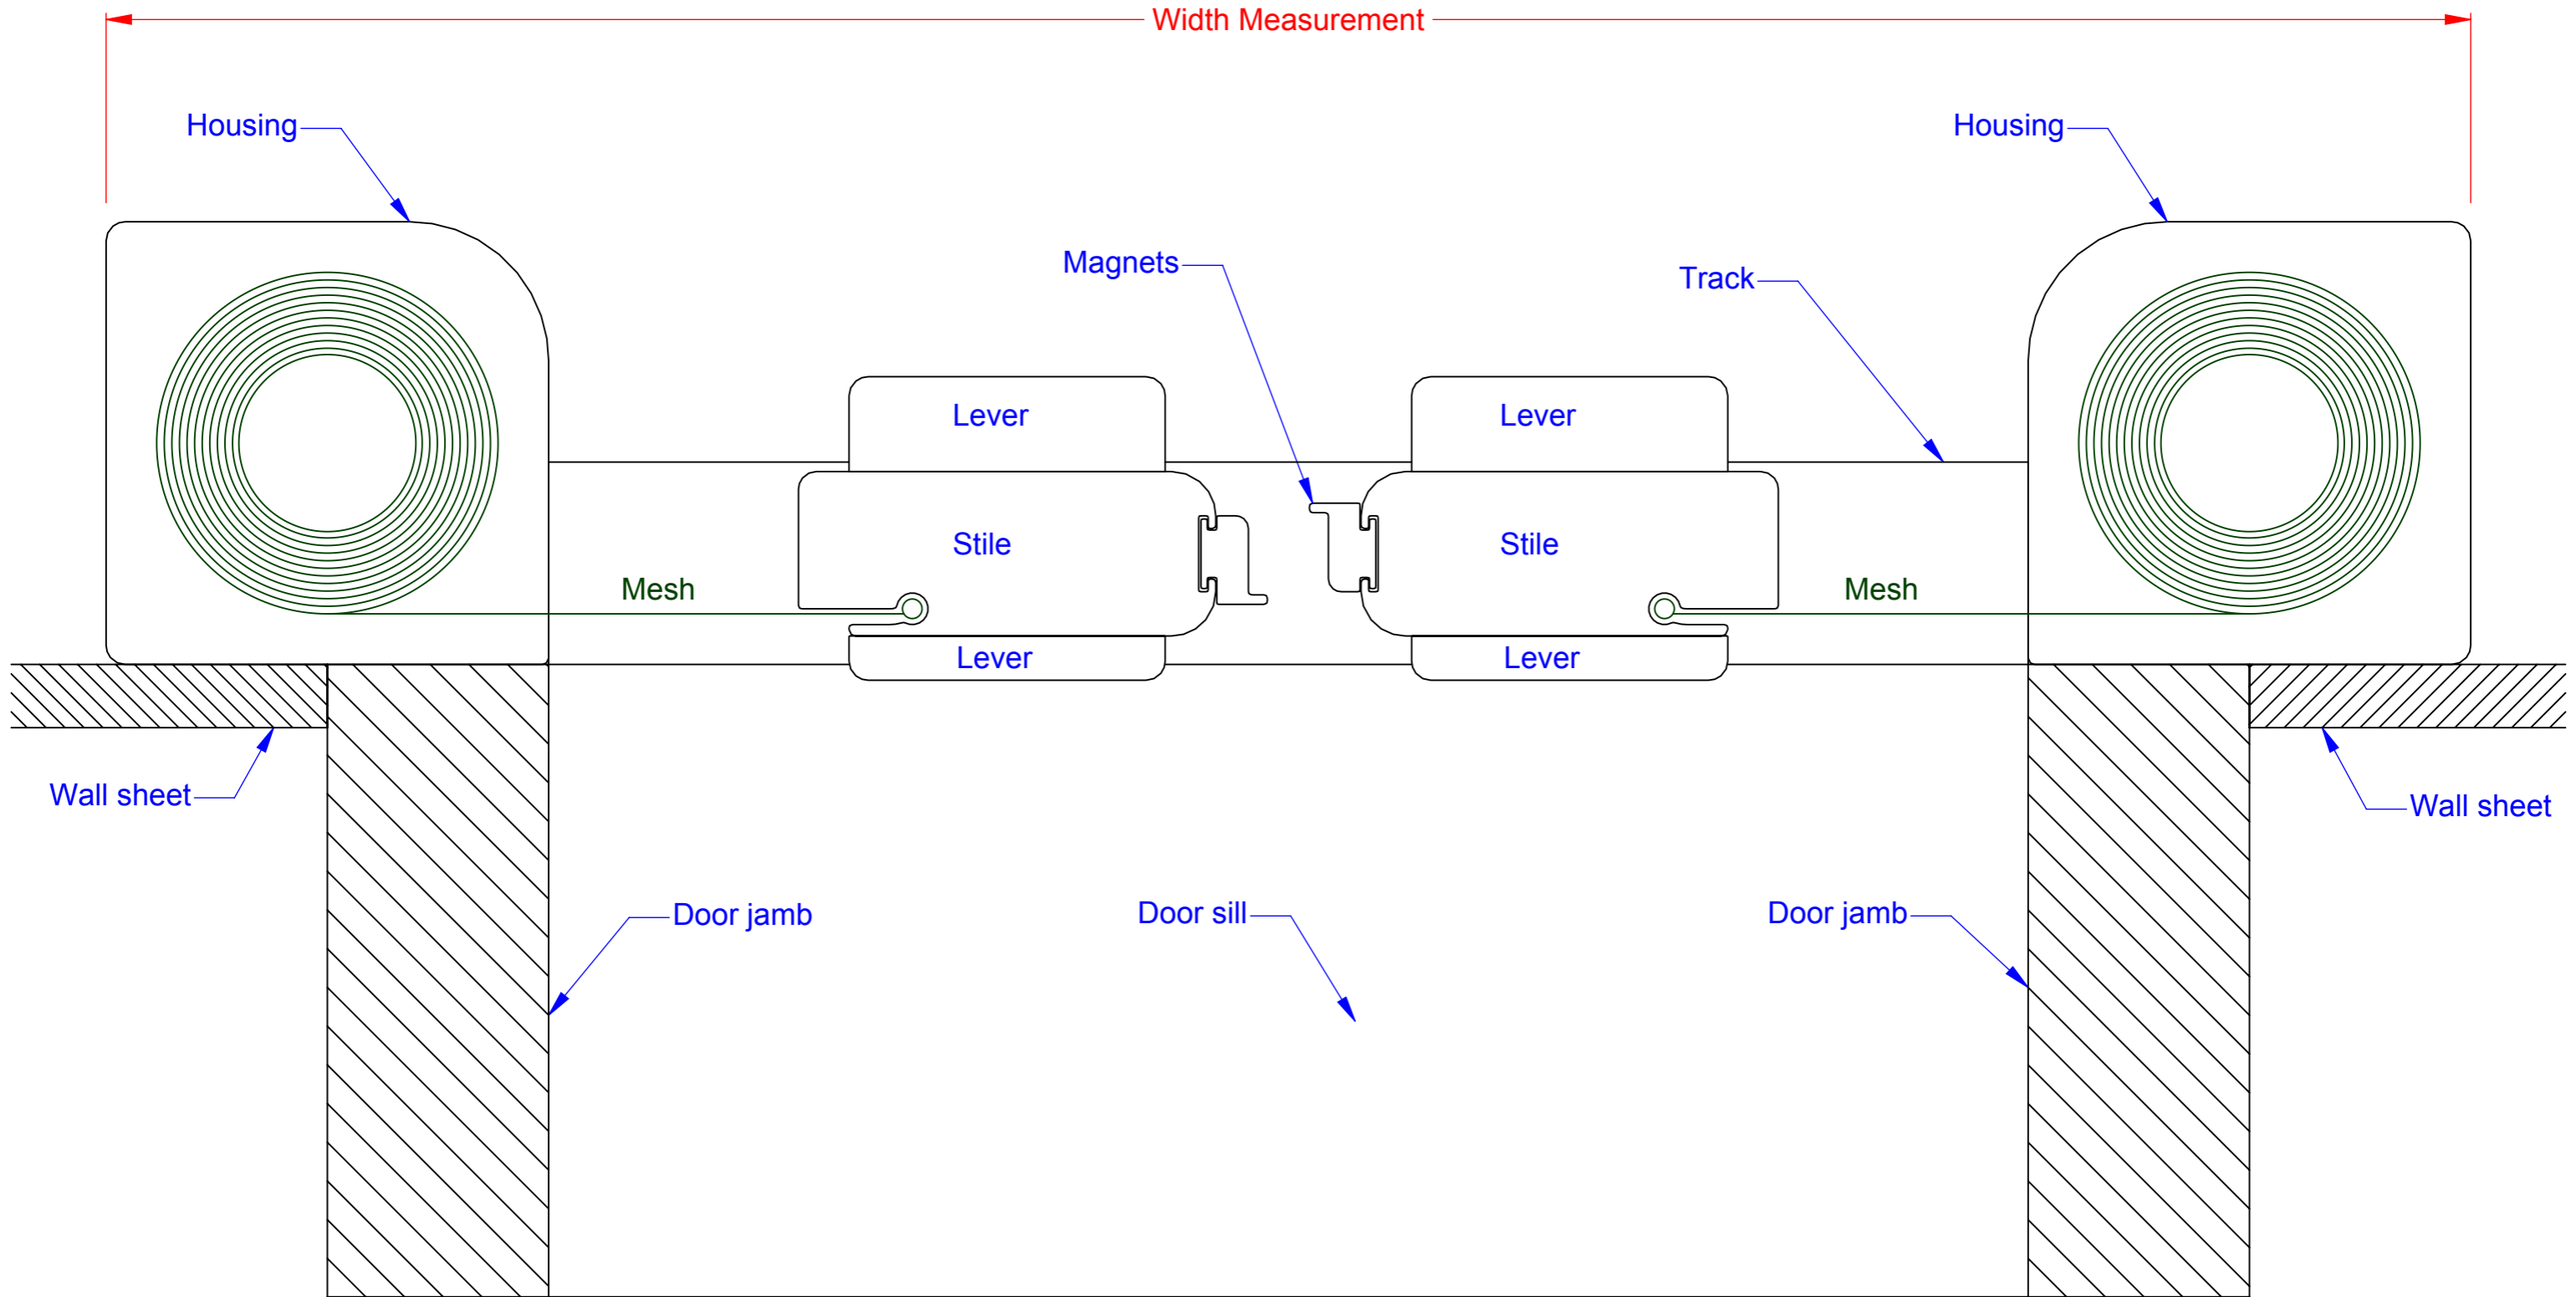 Width Measurement
Housing
Housing
Magnets
Track
Lever
Lever
Stile
Stile
Mesh
Mesh
Lever
Lever
Wall sheet
Wall sheet
Door jamb
Door sill
Door jamb